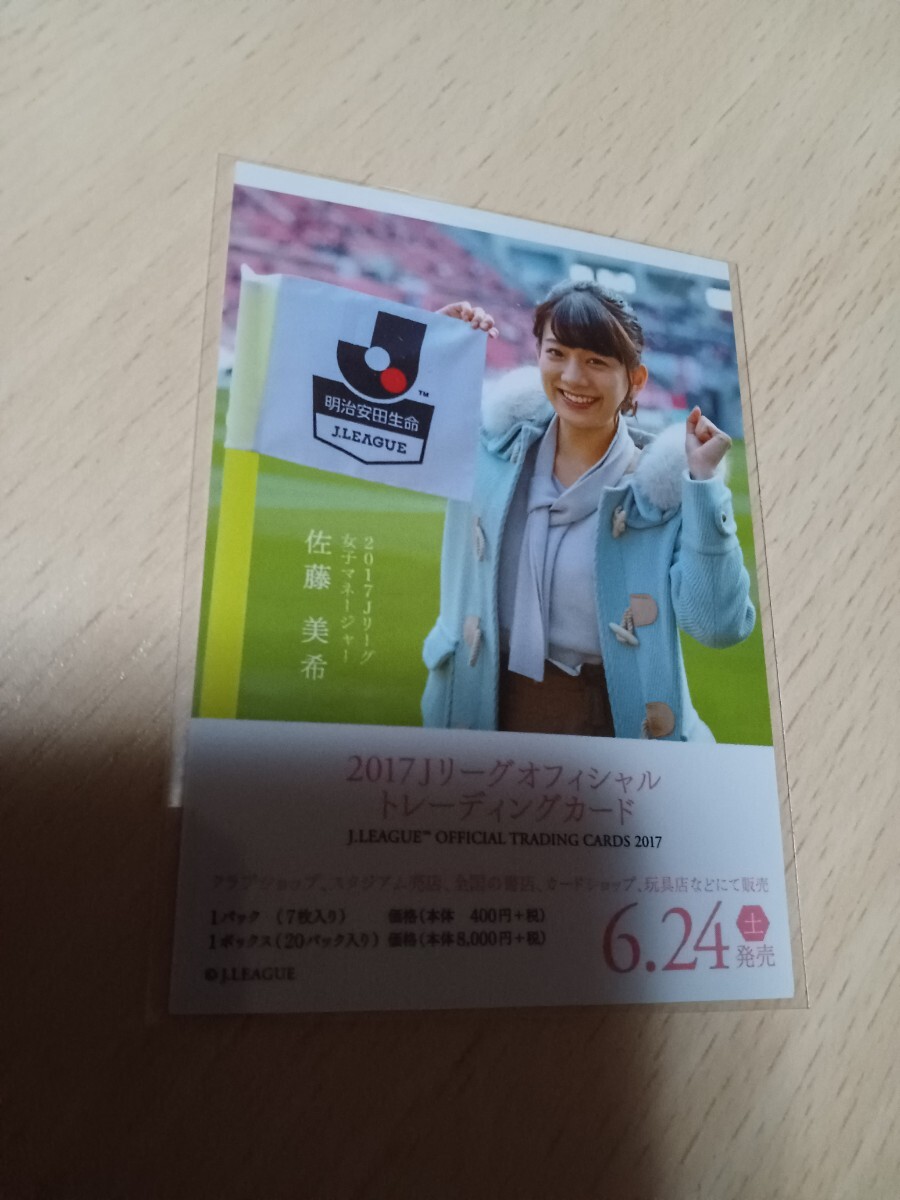 明治安田生命
J.LEAGUE
™
2017Jリーグ
女子マネージャー
佐藤 美希
2017Jリーグオフィシャル
トレーディングカード
J.LEAGUE™ OFFICIAL TRADING CARDS 2017
クラブショップ、スタジアム売店、全国の書店、カードショップ、玩具店などにて販売
1パック (7枚入り) 価格(本体 400円+税)
1ボックス(20パック入り) 価格(本体8,000円+税)
6.24 土 発売
©J.LEAGUE